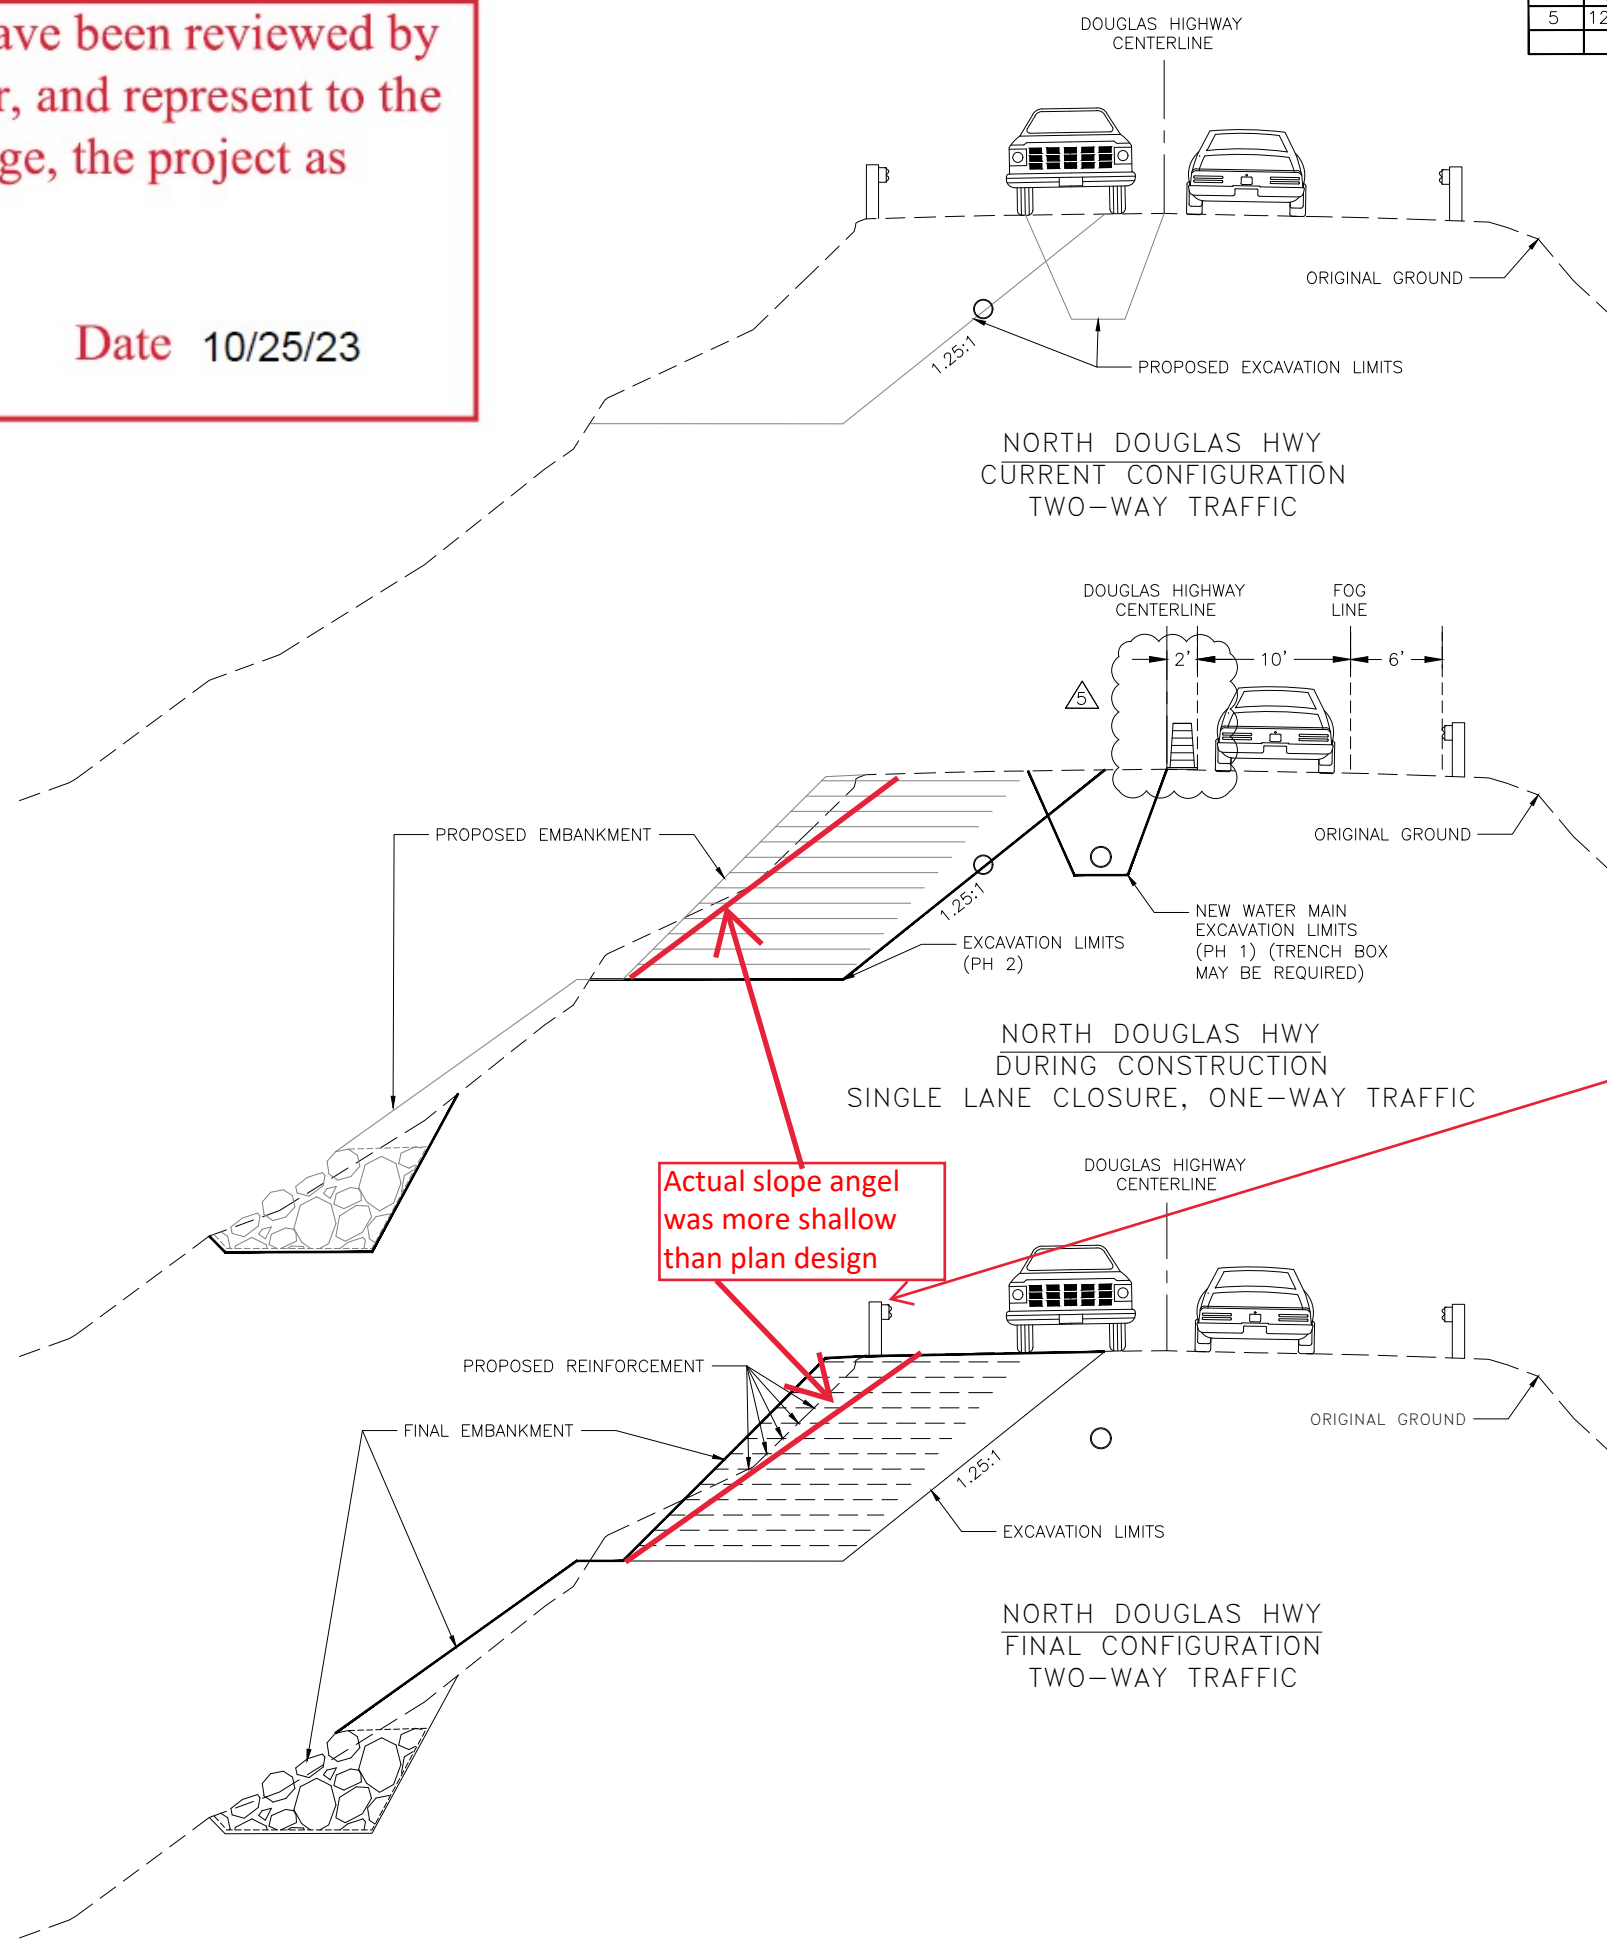 ave been reviewed by
r, and represent to the
ge, the project as
Date 10/25/23
5 12
DOUGLAS HIGHWAY
CENTERLINE
ORIGINAL GROUND
1.25:1
PROPOSED EXCAVATION LIMITS
NORTH DOUGLAS HWY
CURRENT CONFIGURATION
TWO-WAY TRAFFIC
DOUGLAS HIGHWAY
CENTERLINE
FOG
LINE
2' 10' 6'
5
PROPOSED EMBANKMENT
ORIGINAL GROUND
1.25:1
EXCAVATION LIMITS
(PH 2)
NEW WATER MAIN
EXCAVATION LIMITS
(PH 1) (TRENCH BOX
MAY BE REQUIRED)
NORTH DOUGLAS HWY
DURING CONSTRUCTION
SINGLE LANE CLOSURE, ONE-WAY TRAFFIC
Actual slope angel
was more shallow
than plan design
DOUGLAS HIGHWAY
CENTERLINE
PROPOSED REINFORCEMENT
FINAL EMBANKMENT
ORIGINAL GROUND
1.25:1
EXCAVATION LIMITS
NORTH DOUGLAS HWY
FINAL CONFIGURATION
TWO-WAY TRAFFIC